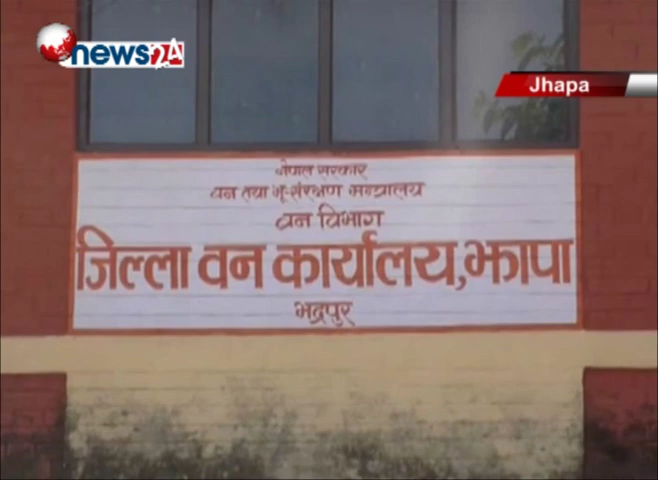 news24
Jhapa
नेपाल सरकार
वन तथा भू-संरक्षण मन्त्रालय
वन विभाग
जिल्ला वन कार्यालय,झापा
भद्रपुर